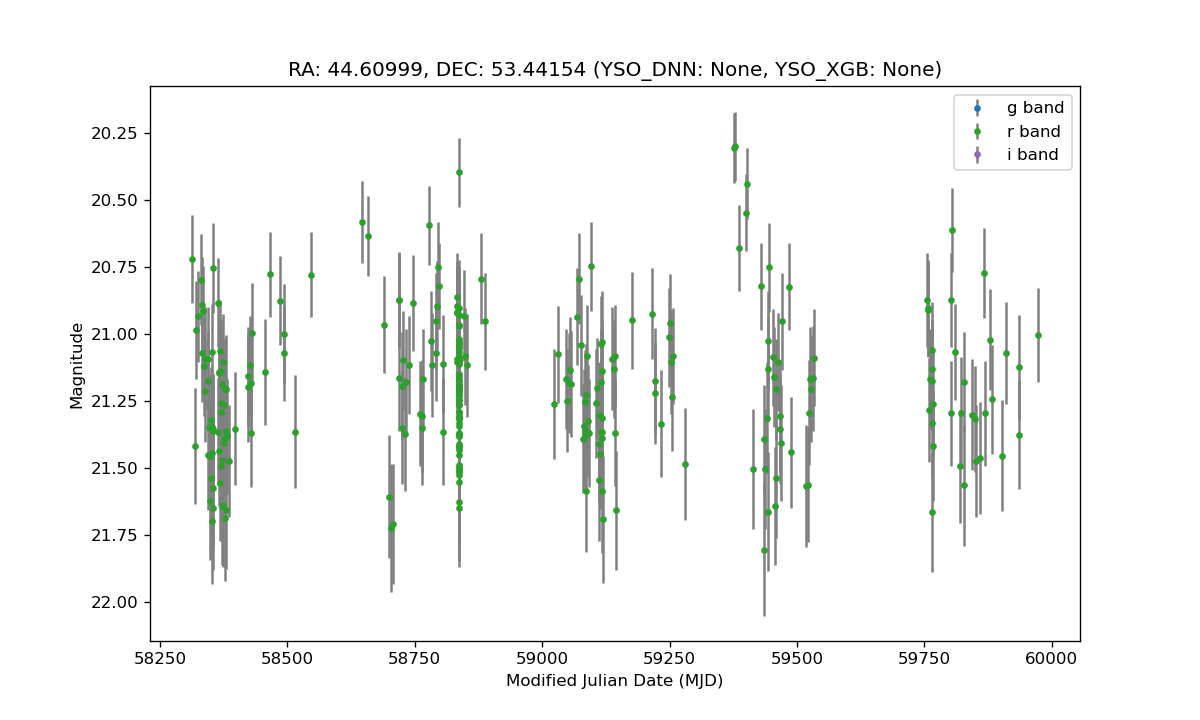 RA: 44.60999, DEC: 53.44154 (YSO_DNN: None, YSO_XGB: None)
g band
r band
i band
20.25
20.50
20.75
21.00
21.25
21.50
21.75
22.00
Magnitude
58250 58500 58750 59000 59250 59500 59750 60000
Modified Julian Date (MJD)